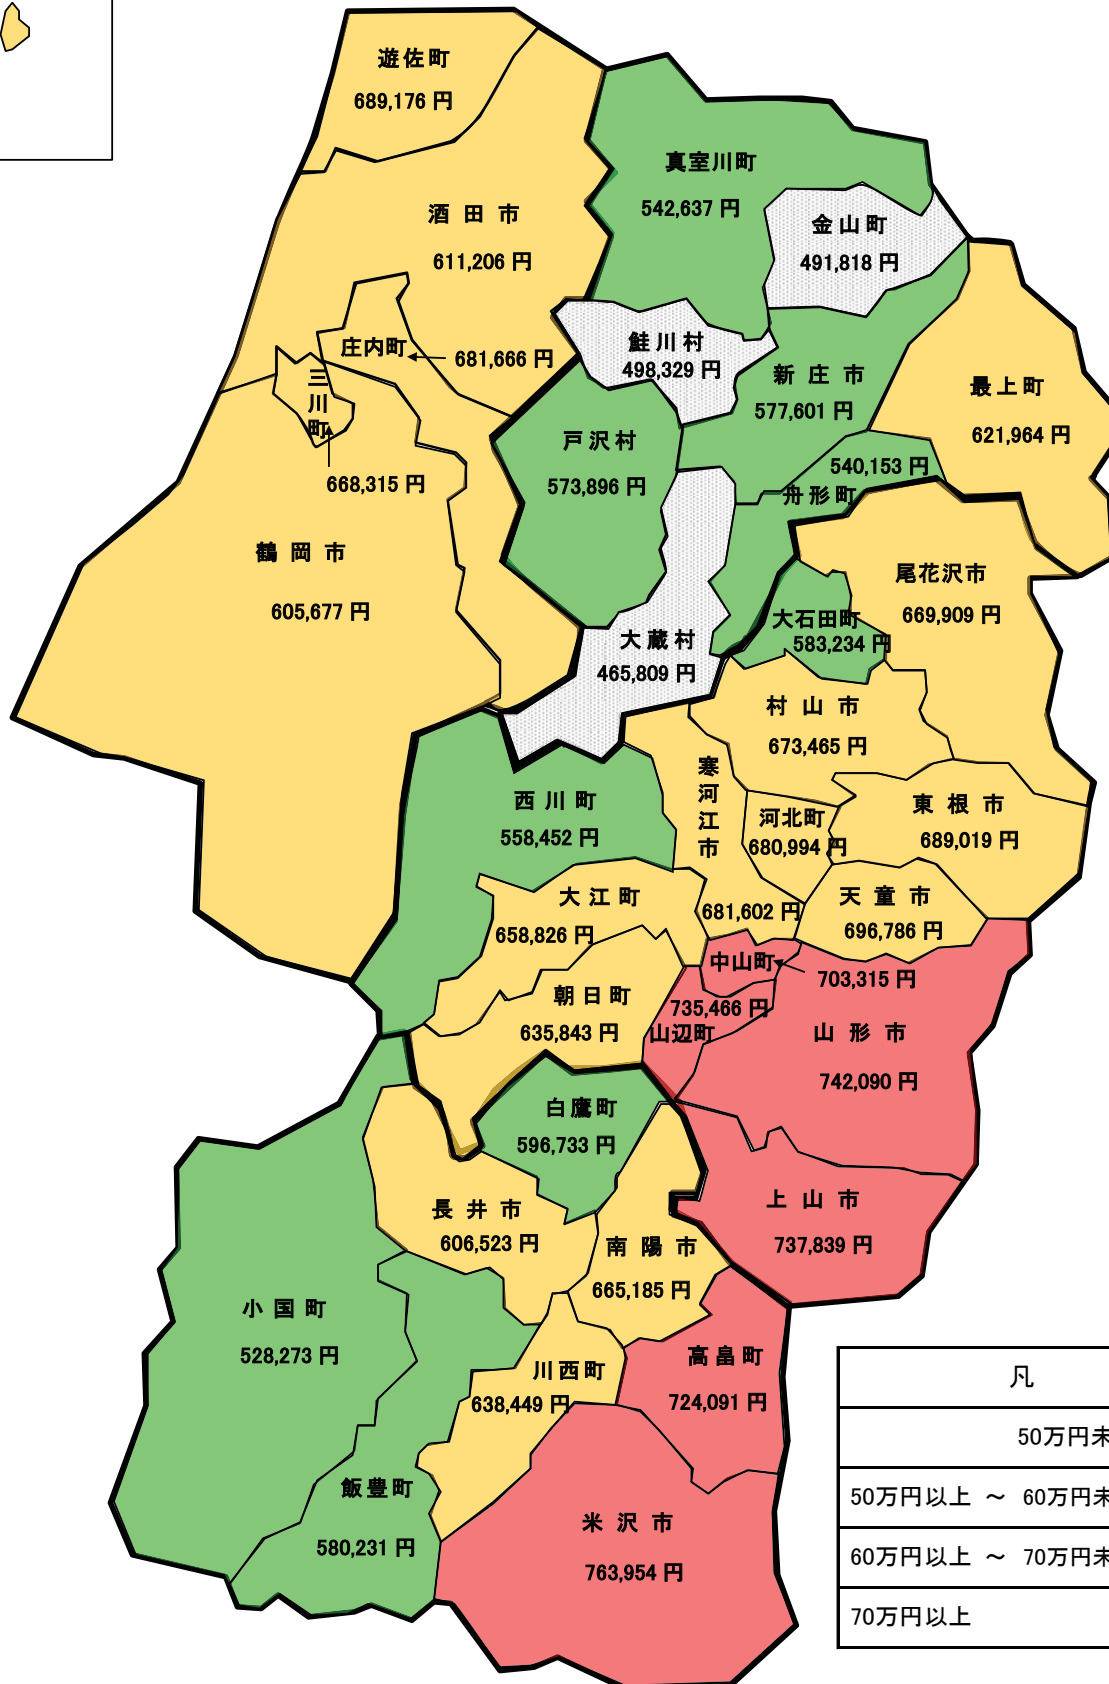 遊佐町
689,176 円
真室川町
542,637 円
酒田市
611,206 円
金山町
491,818 円
庄内町
681,666 円
鮭川村
498,329 円
新庄市
577,601 円
最上町
621,964 円
三川町
668,315 円
戸沢村
573,896 円
540,153 円
舟形町
鶴岡市
605,677 円
尾花沢市
669,909 円
大石田町
583,234 円
大蔵村
465,809 円
村山市
673,465 円
寒河江市
681,602 円
西川町
558,452 円
河北町
680,994 円
東根市
689,019 円
大江町
658,826 円
天童市
696,786 円
中山町
703,315 円
朝日町
635,843 円
735,466 円
山辺町
山形市
742,090 円
白鷹町
596,733 円
長井市
606,523 円
上山市
737,839 円
南陽市
665,185 円
小国町
528,273 円
川西町
638,449 円
高畠町
724,091 円
飯豊町
580,231 円
米沢市
763,954 円
凡
50万円未
50万円以上 ～ 60万円未
60万円以上 ～ 70万円未
70万円以上